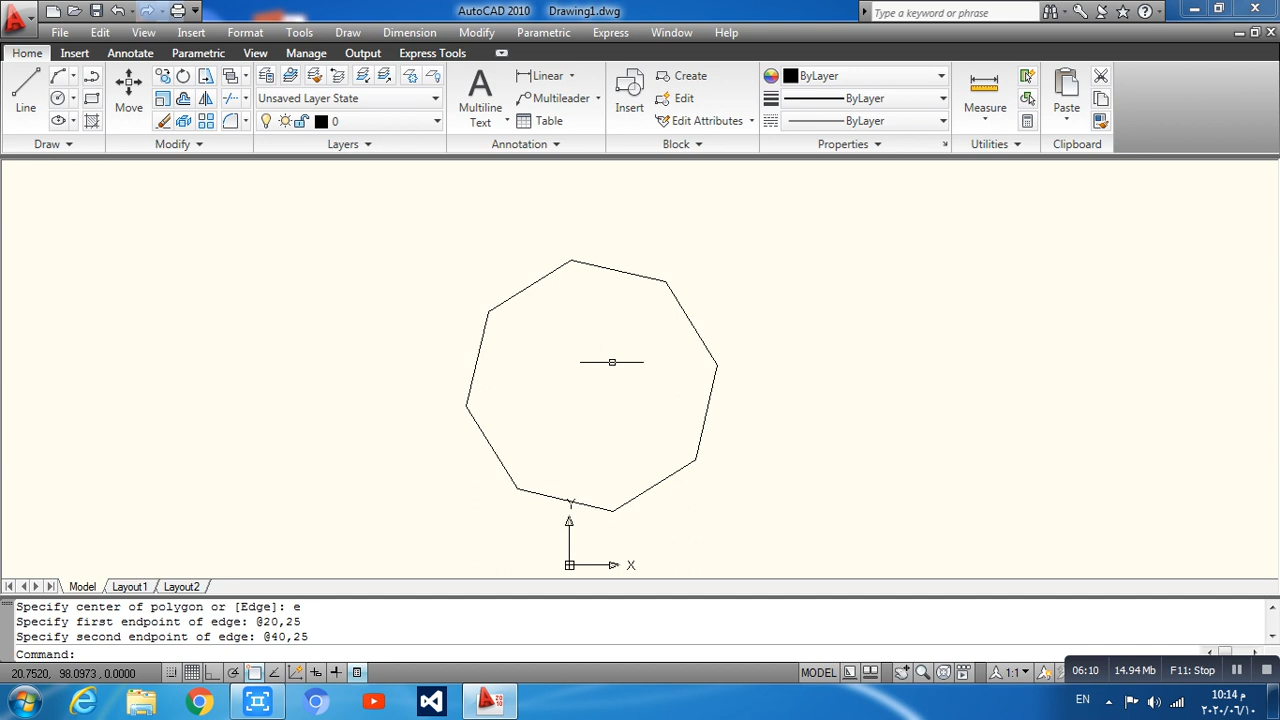 AutoCAD 2010 Drawing1.dwg
Type a keyword or phrase
File Edit View Insert Format Tools Draw Dimension Modify Parametric Express Window Help
Home Insert Annotate Parametric View Manage Output Express Tools
Line
Move
Unsaved Layer State
0
A
Multiline
Text
Linear
Multileader
Table
Insert
Create
Edit
Edit Attributes
ByLayer
ByLayer
ByLayer
Measure
Paste
Draw Modify Layers Annotation Block Properties Utilities Clipboard
Y
X
Model Layout1 Layout2
Specify center of polygon or [Edge]: e
Specify first endpoint of edge: @20,25
Specify second endpoint of edge: @40,25
Command:
20.7520, 98.0973, 0.0000
MODEL
1:1
06:10 14.94 Mb F11: Stop
EN
10:14 م
٢٠٢٠/٠٦/١٠